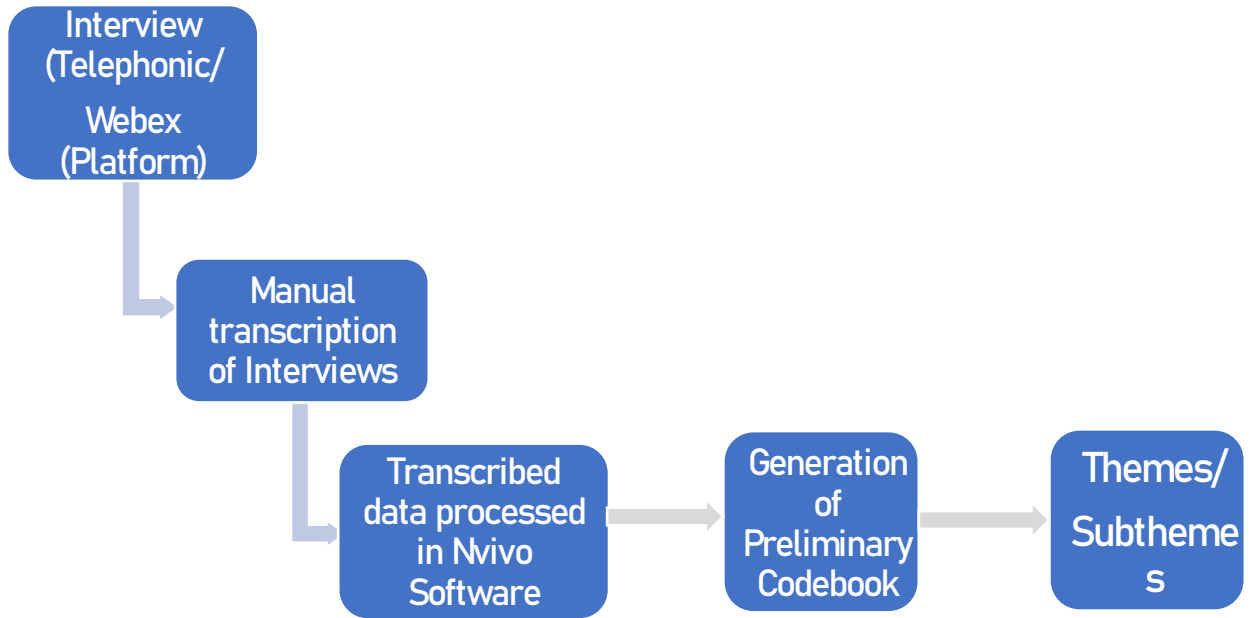 Interview
(Telephonic/
Webex
(Platform)
Manual
transcription
of Interviews
Transcribed
data processed
in Nvivo
Software
Generation
of
Preliminary
Codebook
Themes/
Subtheme
s